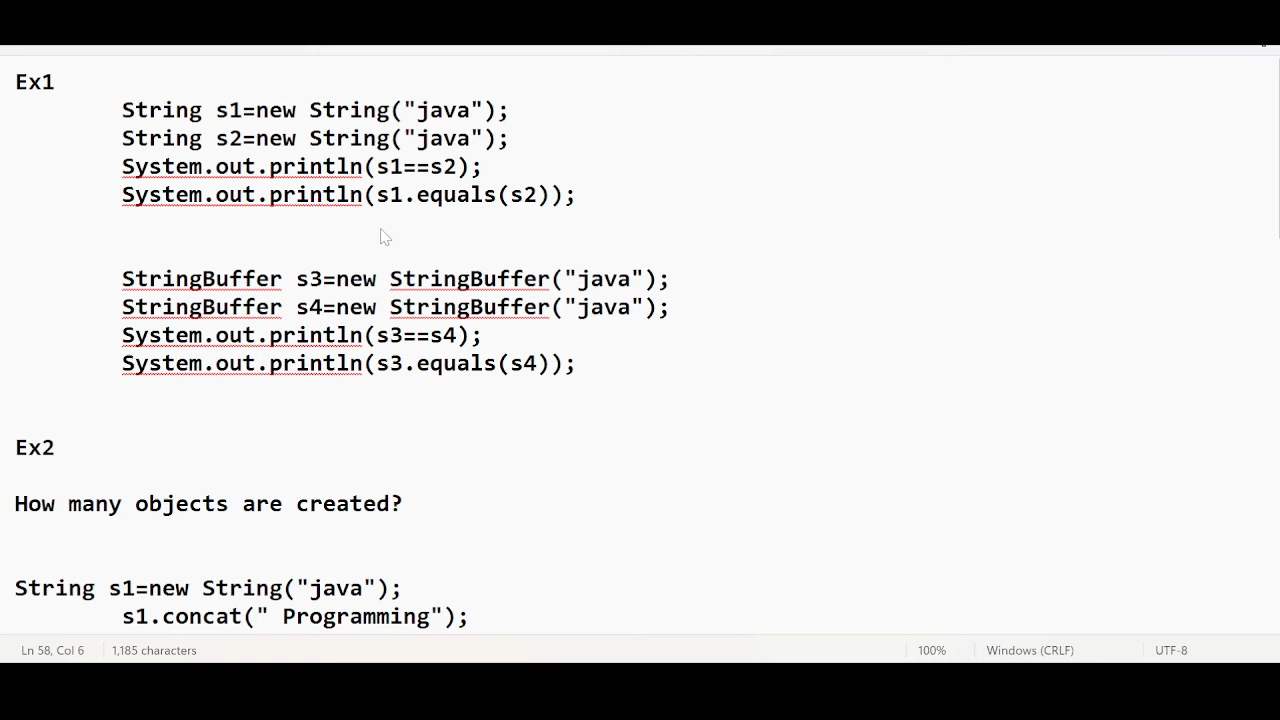 Ex1
String s1=new String("java");
String s2=new String("java");
System.out.println(s1==s2);
System.out.println(s1.equals(s2));
StringBuffer s3=new StringBuffer("java");
StringBuffer s4=new StringBuffer("java");
System.out.println(s3==s4);
System.out.println(s3.equals(s4));
Ex2
How many objects are created?
String s1=new String("java");
s1.concat(" Programming");
Ln 58, Col 6 1,185 characters 100% Windows (CRLF) UTF-8